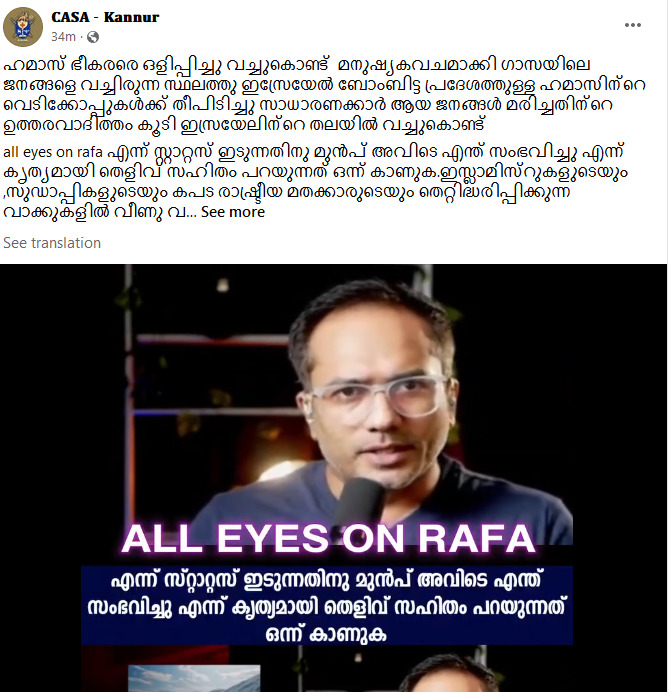 CASA - Kannur
34m ·
ഹമാസ് ഭീകരരെ ഒളിപ്പിച്ചു വച്ചുകൊണ്ട് മനുഷ്യകവചമാക്കി ഗാസയിലെ
ജനങ്ങളെ വച്ചിരുന്ന സ്ഥലത്തു ഇസ്രേയേൽ ബോംബിട്ട പ്രദേശത്തുള്ള ഹമാസിന്റെ
വെടിക്കോപ്പുകൾക്ക് തീപിടിച്ചു സാധാരണക്കാർ ആയ ജനങ്ങൾ മരിച്ചതിന്റെ
ഉത്തരവാദിത്തം കൂടി ഇസ്രയേലിന്റെ തലയിൽ വച്ചുകൊണ്ട്
all eyes on rafa എന്ന് സ്റ്റാറ്റസ് ഇടുന്നതിനു മുൻപ് അവിടെ എന്ത് സംഭവിച്ചു എന്ന്
കൃത്യമായി തെളിവ് സഹിതം പറയുന്നത് ഒന്ന് കാണുക.ഇസ്ലാമിസ്റുകളുടെയും
,സുഡാപ്പികളുടെയും കപട രാഷ്ട്രീയ മതക്കാരുടെയും തെറ്റിദ്ധരിപ്പിക്കുന്ന
വാക്കുകളിൽ വീണു വ... See more
See translation
ALL EYES ON RAFA
എന്ന് സ്റ്റാറ്റസ് ഇടുന്നതിനു മുൻപ് അവിടെ എന്ത്
സംഭവിച്ചു എന്ന് കൃത്യമായി തെളിവ് സഹിതം പറയുന്നത്
ഒന്ന് കാണുക